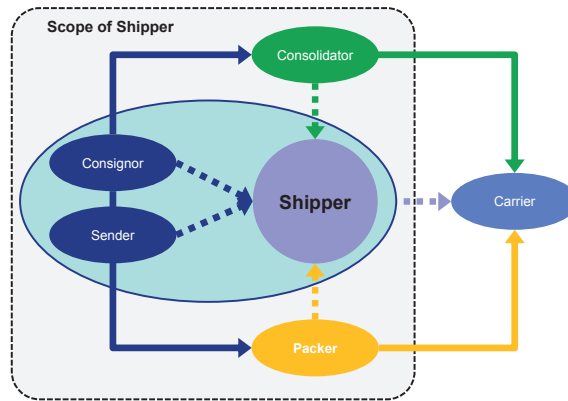 Scope of Shipper
Consolidator
Consignor
Shipper
Carrier
Sender
Packer